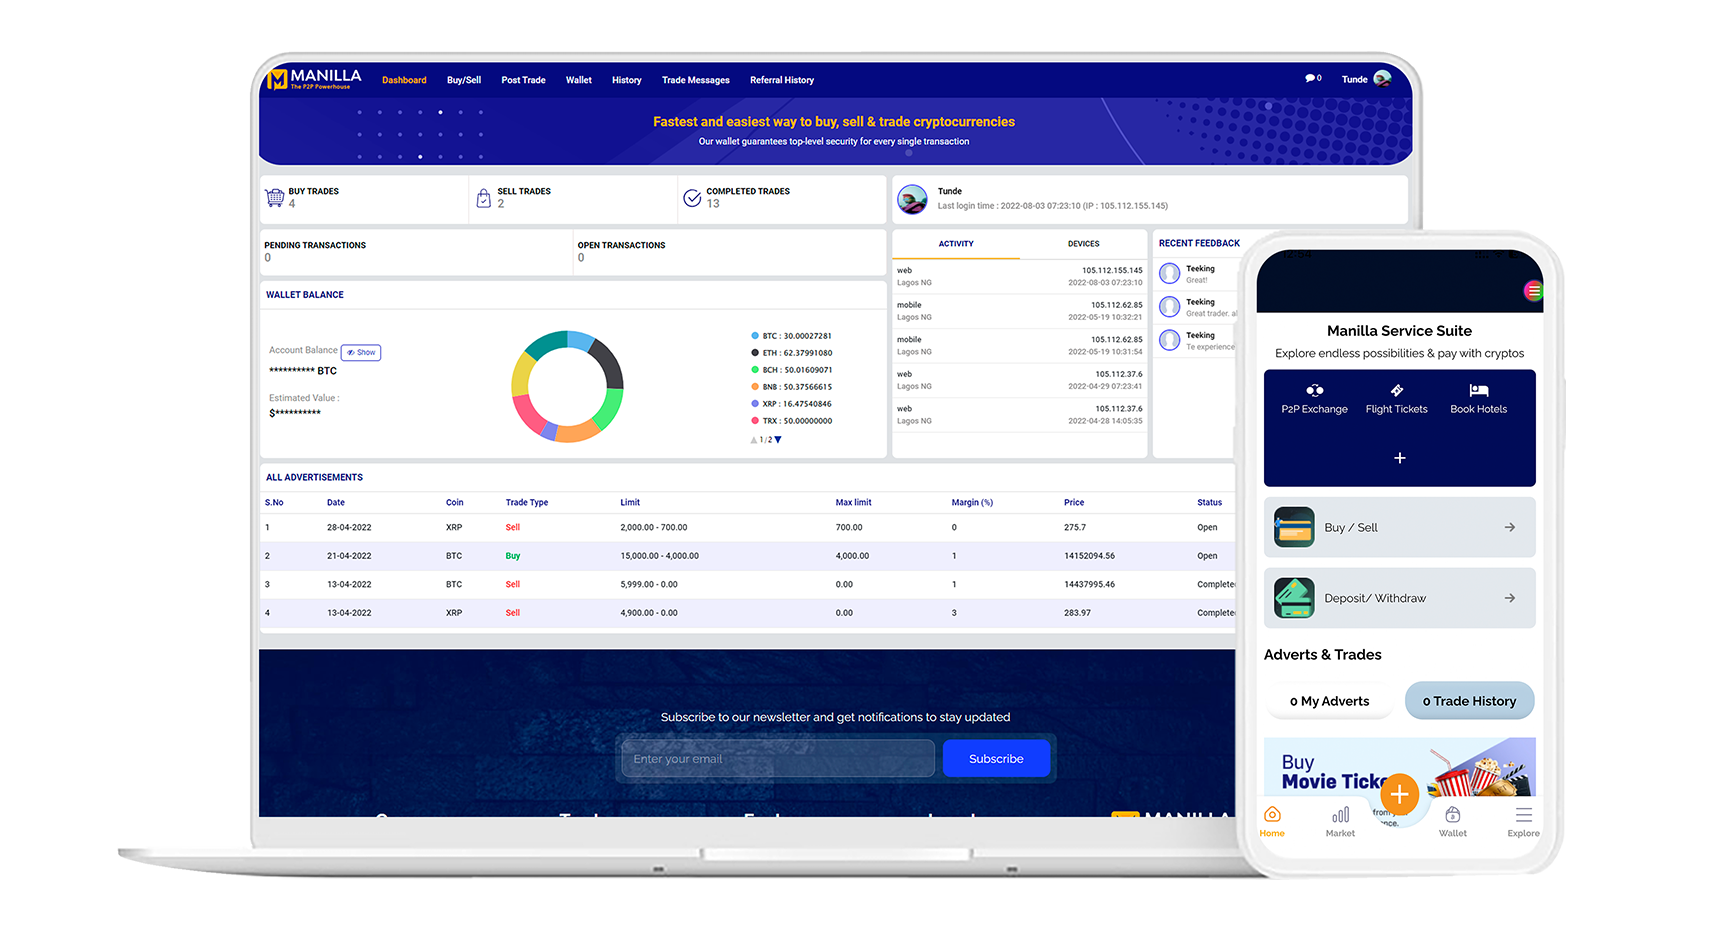 MANILLA
The P2P Powerhouse
Dashboard
Buy/Sell
Post Trade
Wallet
History
Trade Messages
Referral History
0
Tunde
Fastest and easiest way to buy, sell & trade cryptocurrencies
Our wallet guarantees top-level security for every single transaction
BUY TRADES
4
SELL TRADES
2
COMPLETED TRADES
13
Tunde
Last login time : 2022-08-03 07:23:10 (IP : 105.112.155.145)
PENDING TRANSACTIONS
0
OPEN TRANSACTIONS
0
WALLET BALANCE
Account Balance
Show
********** BTC
Estimated Value :
$**********
BTC : 30.00027281
ETH : 62.37991080
BCH : 50.01609071
BNB : 50.37566615
XRP : 16.47540846
TRX : 50.00000000
1/2
ACTIVITY
DEVICES
web 105.112.155.145
Lagos NG 2022-08-03 07:23:10
mobile 105.112.62.85
Lagos NG 2022-05-19 10:32:21
mobile 105.112.62.85
Lagos NG 2022-05-19 10:31:54
web 105.112.37.6
Lagos NG 2022-04-29 07:23:41
web 105.112.37.6
Lagos NG 2022-04-28 14:05:35
RECENT FEEDBACK
Teeking
Great!
Teeking
Great trader.
Teeking
Te experience
ALL ADVERTISEMENTS
S.No Date Coin Trade Type Limit Max limit Margin (%) Price Status
1 28-04-2022 XRP Sell 2,000.00 - 700.00 700.00 0 275.7 Open
2 21-04-2022 BTC Buy 15,000.00 - 4,000.00 4,000.00 1 14152094.56 Open
3 13-04-2022 BTC Sell 5,999.00 - 0.00 0.00 1 14437995.46 Complete
4 13-04-2022 XRP Sell 4,900.00 - 0.00 0.00 3 283.97 Complete
Subscribe to our newsletter and get notifications to stay updated
Enter your email
Subscribe
MANILLA
Manilla Service Suite
Explore endless possibilities & pay with cryptos
P2P Exchange
Flight Tickets
Book Hotels
+
Buy / Sell
Deposit/ Withdraw
Adverts & Trades
0 My Adverts
0 Trade History
Buy
Movie Ticke
from
nce.
+
Home
Market
Wallet
Explore